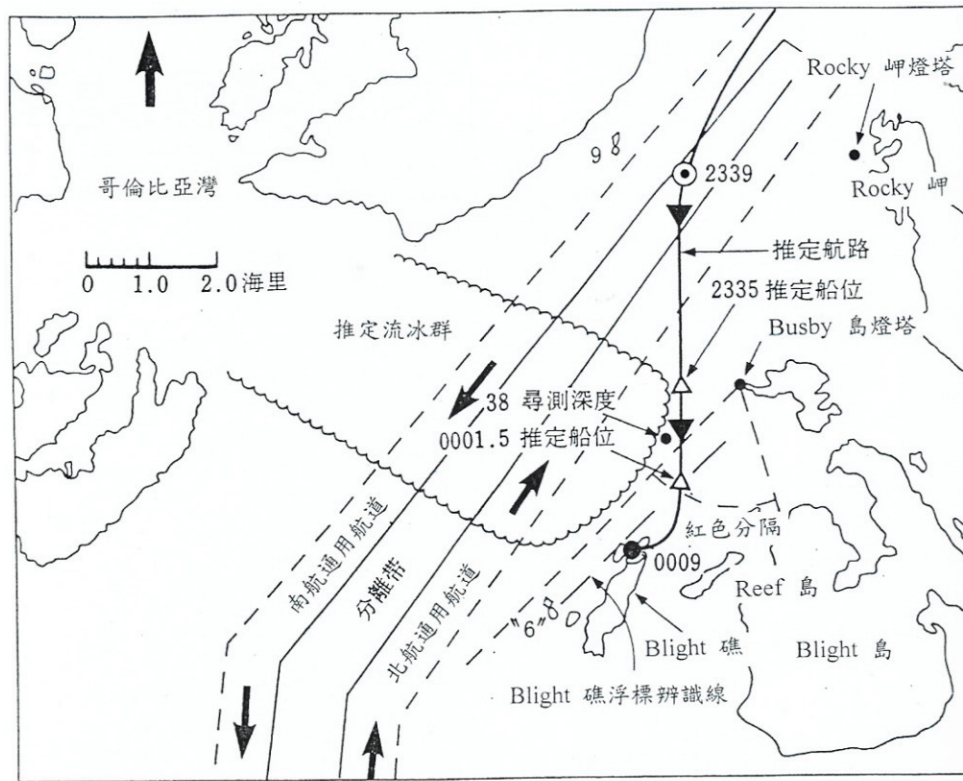 Rocky 岬燈塔
9
2339
哥倫比亞灣
Rocky 岬
推定航路
0 1.0 2.0 海里
2335 推定船位
推定流冰群
Busby 島燈塔
38 尋測深度
0001.5 推定船位
紅色分隔
0009
南航通用航道
分離帶
北航通用航道
"6"
Reef 島
Blight 礁
Blight 島
Blight 礁浮標辨識線